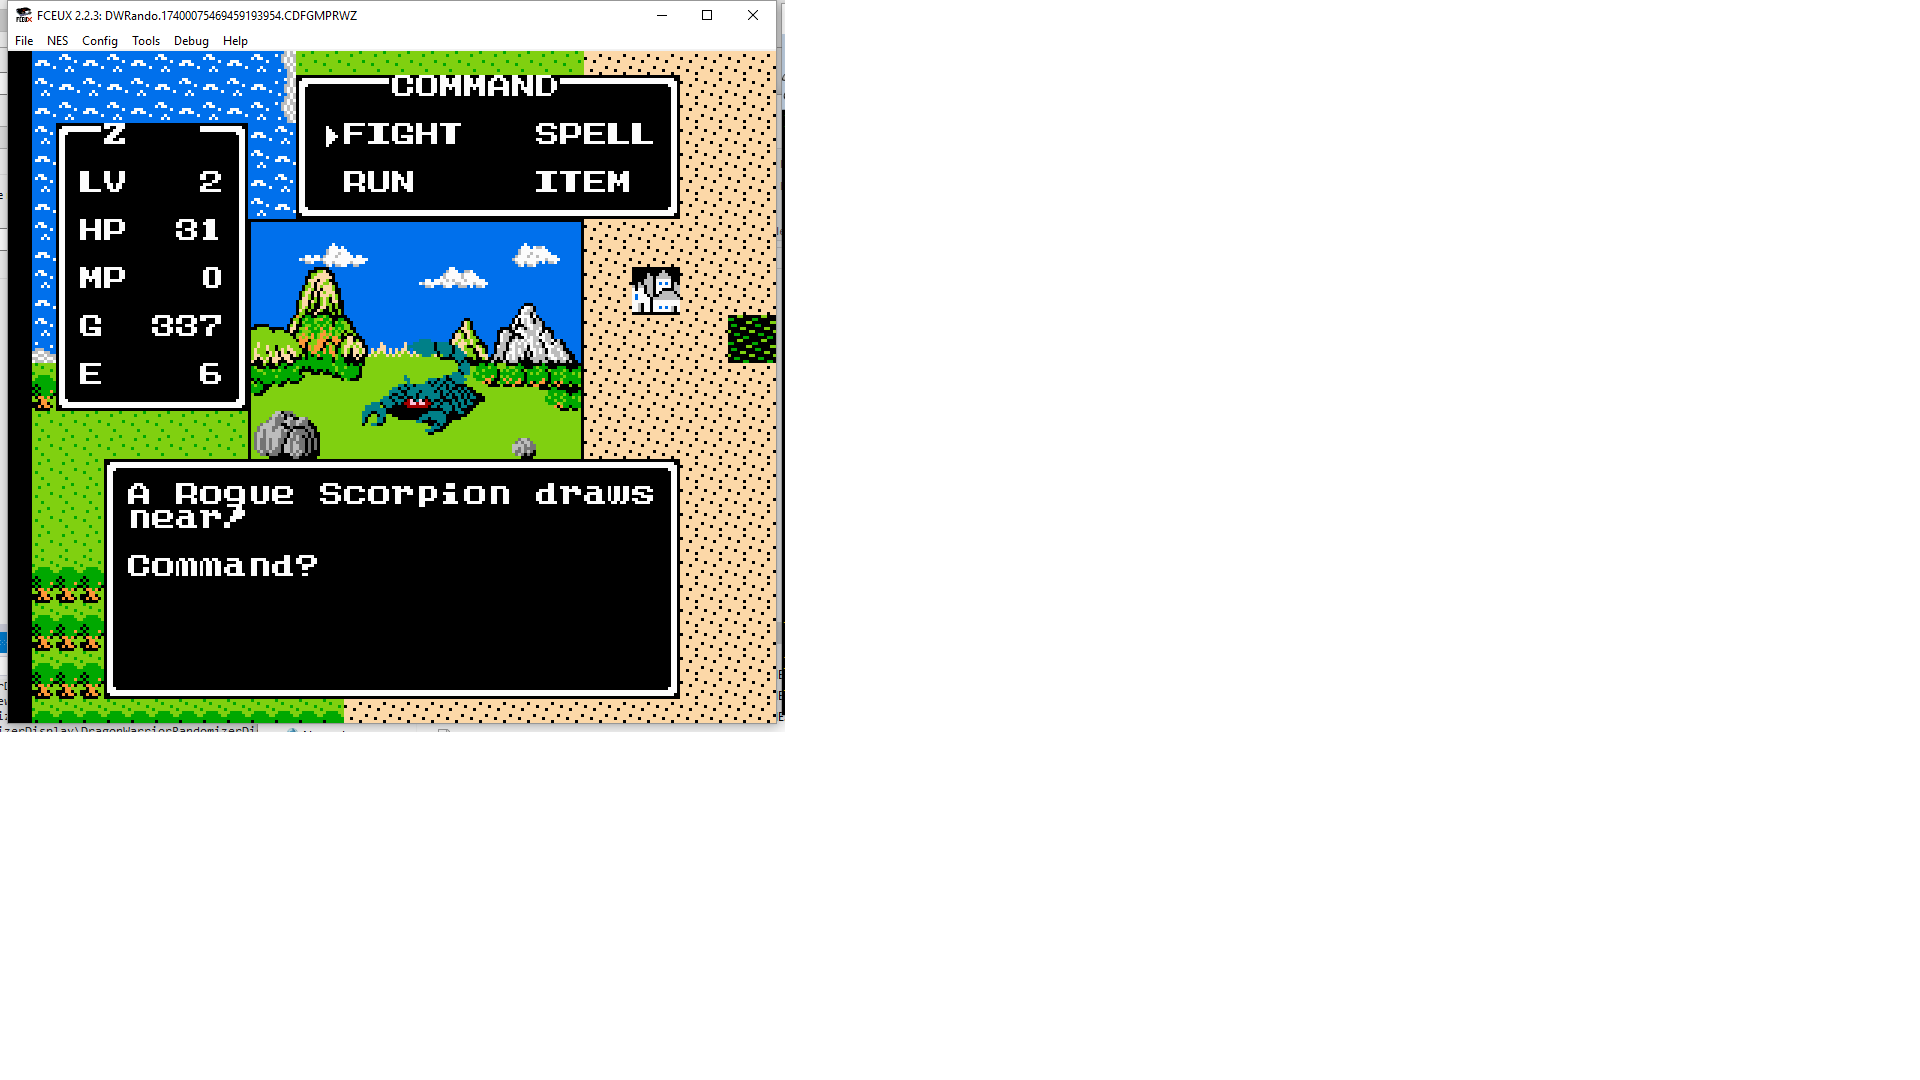 FCEUX 2.2.3: DWRando.17400075469459193954.CDFGMPRWZ
File NES Config Tools Debug Help
COMMAND
FIGHT SPELL
RUN ITEM
Z
LV 2
HP 31
MP 0
G 337
E 6
A Rogue Scorpion draws
near!
Command?